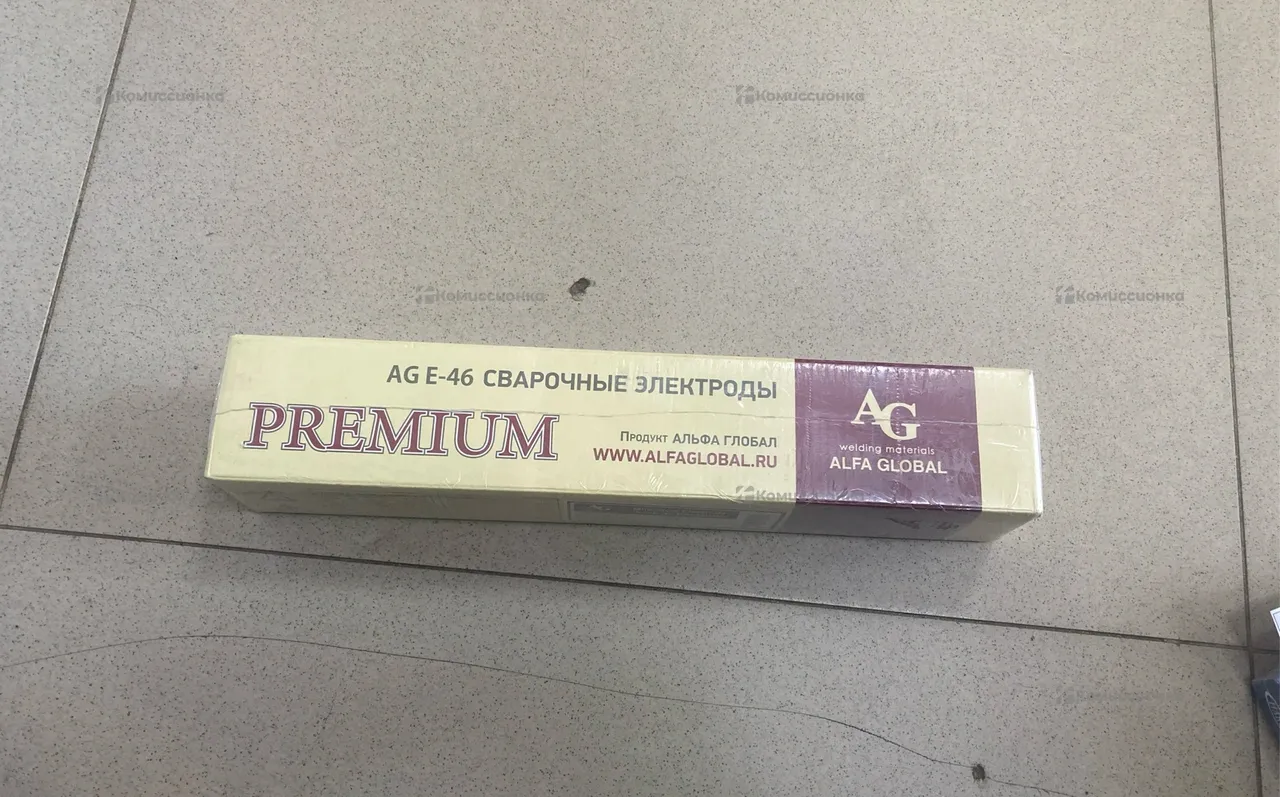 Комиссионка
Комиссионка
Комиссионка
Комиссионка
AG E-46 СВАРОЧНЫЕ ЭЛЕКТРОДЫ
PREMIUM
Продукт АЛЬФА ГЛОБАЛ
WWW.ALFAGLOBAL.RU
AG
welding materials
ALFA GLOBAL
Комиссионка